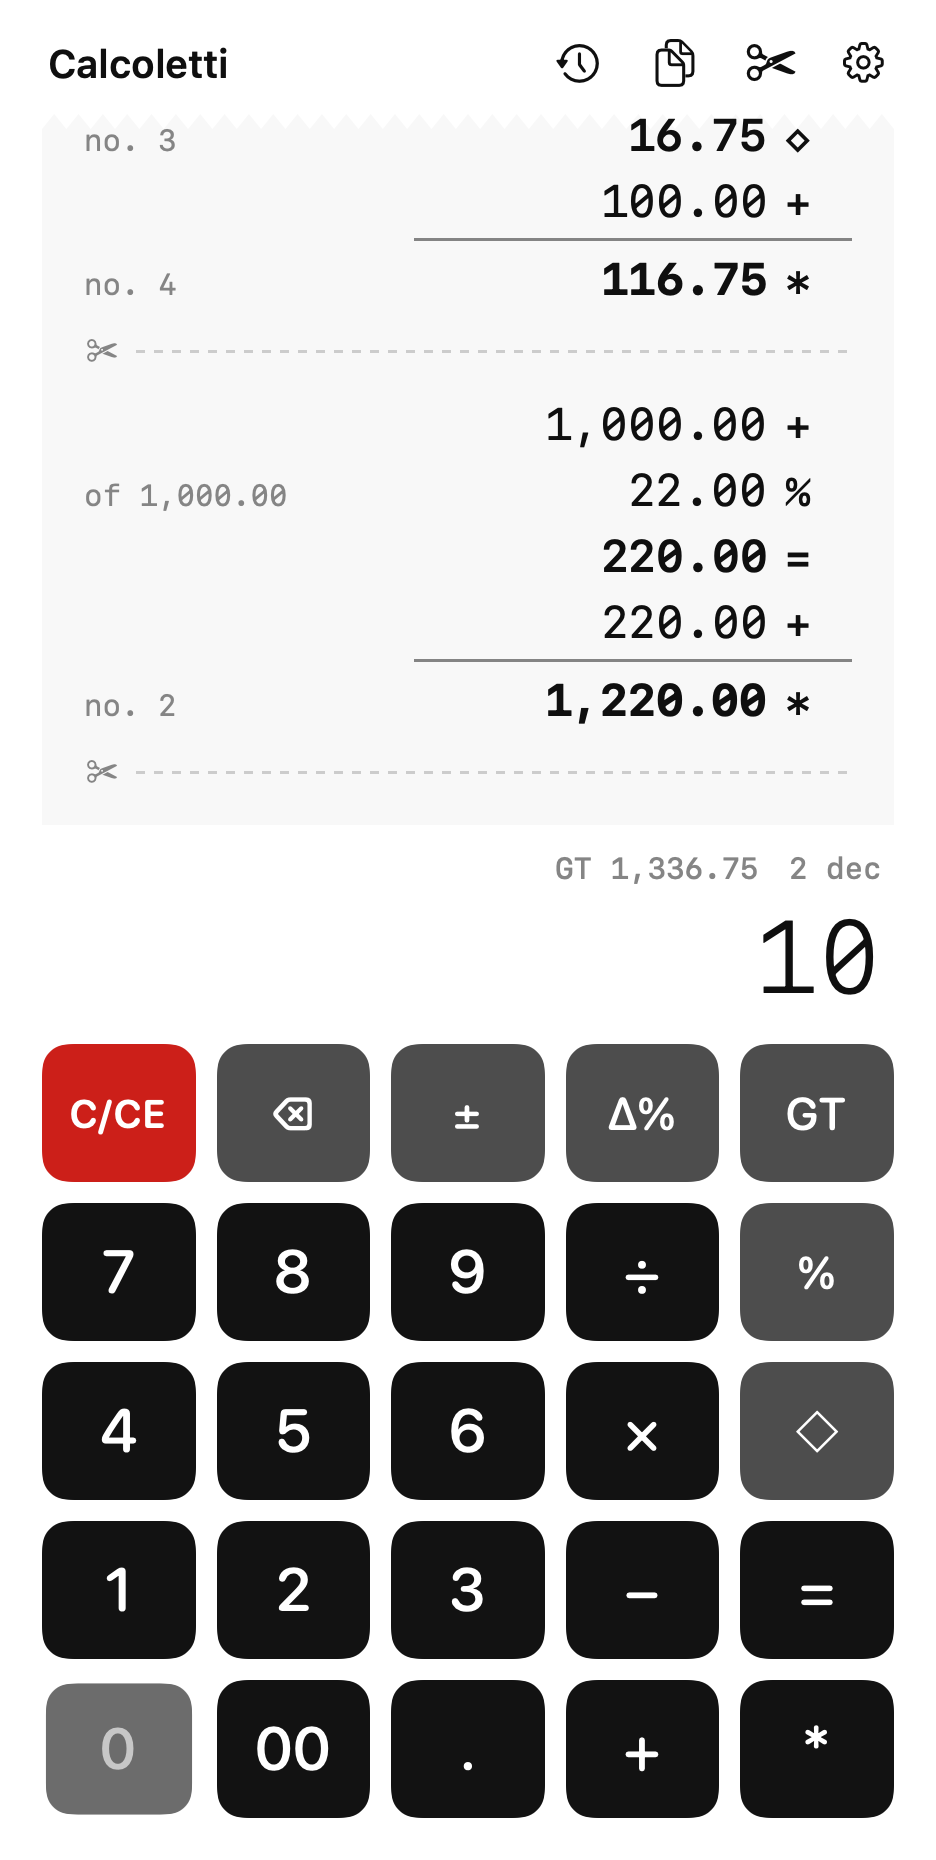 Calcoletti
no. 3 16.75 ◇
100.00 +
no. 4 116.75 *
1,000.00 +
of 1,000.00 22.00 %
220.00 =
220.00 +
no. 2 1,220.00 *
GT 1,336.75 2 dec
10
C/CE ± Δ% GT
7 8 9 ÷ %
4 5 6 × ◇
1 2 3 − =
0 00 . + *